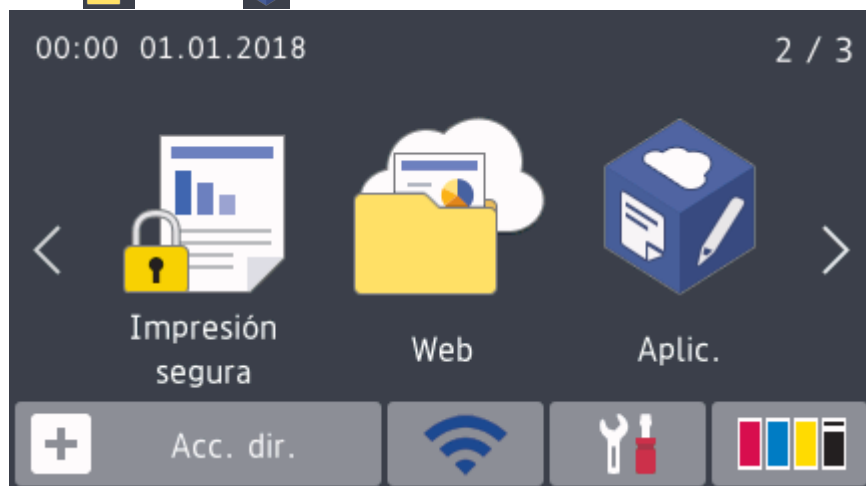 00:00 01.01.2018
2 / 3
Impresión
segura
Web
Aplic.
Acc. dir.